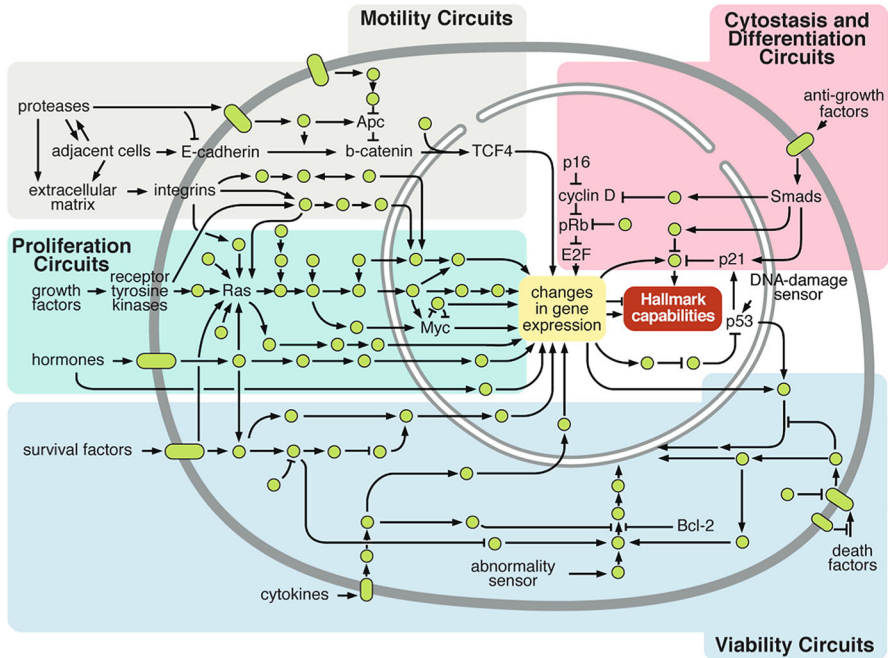 Motility Circuits
Cytostasis and
Differentiation
Circuits
proteases
Apc
anti-growth
factors
adjacent cells
E-cadherin
b-catenin
TCF4
p16
extracellular
matrix
integrins
cyclin D
Smads
pRb
Proliferation
Circuits
E2F
p21
growth
factors
receptor
tyrosine
kinases
Ras
changes
in gene
expression
Hallmark
capabilities
DNA-damage
sensor
Myc
p53
hormones
survival factors
Bcl-2
abnormality
sensor
death
factors
cytokines
Viability Circuits